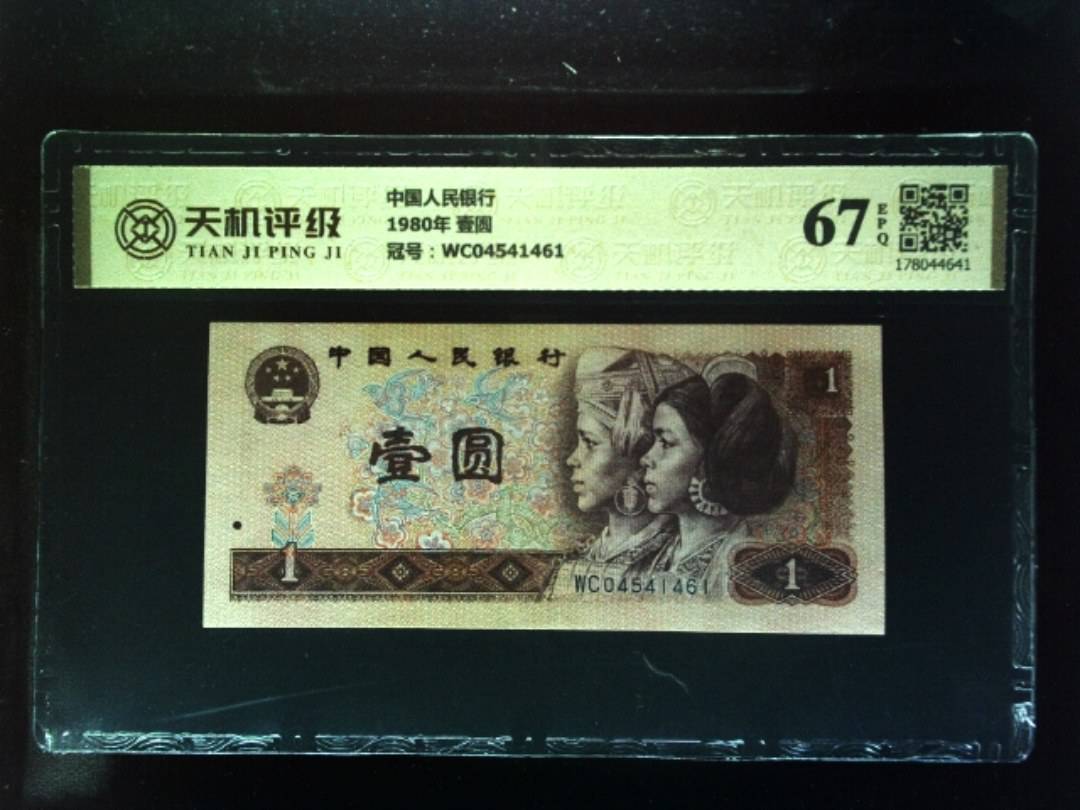 天机评级
TIAN JI PING JI
中国人民银行
1980年 壹圆
冠号：WC04541461
67
EPQ
178044641
中国人民银行
壹圆
1
1
WC04541461
1